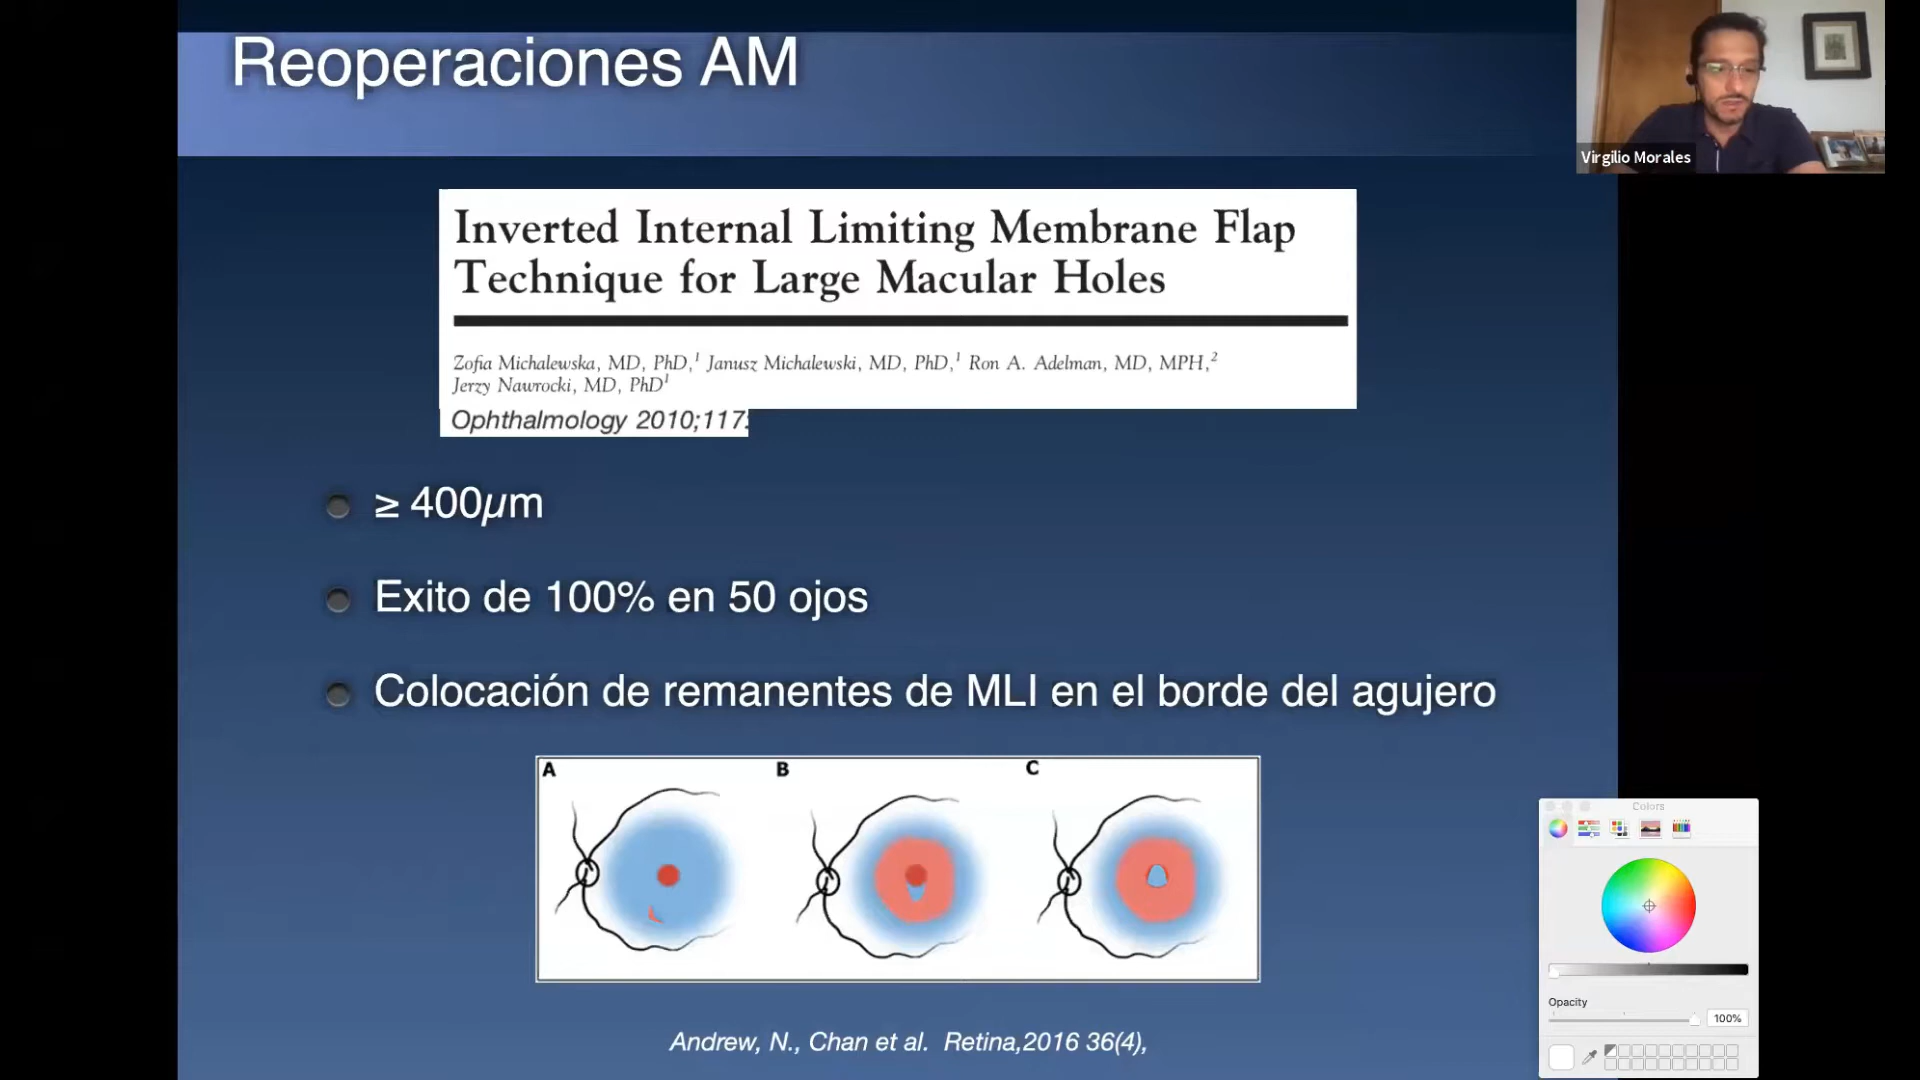 Reoperaciones AM
Virgilio Morales
Inverted Internal Limiting Membrane Flap
Technique for Large Macular Holes
Zofia Michalewska, MD, PhD,¹ Janusz Michalewski, MD, PhD,¹ Ron A. Adelman, MD, MPH,²
Jerzy Nawrocki, MD, PhD¹
Ophthalmology 2010;117:
≥ 400µm
Exito de 100% en 50 ojos
Colocación de remanentes de MLI en el borde del agujero
A B C
Andrew, N., Chan et al. Retina,2016 36(4),
Colors
Opacity
100%